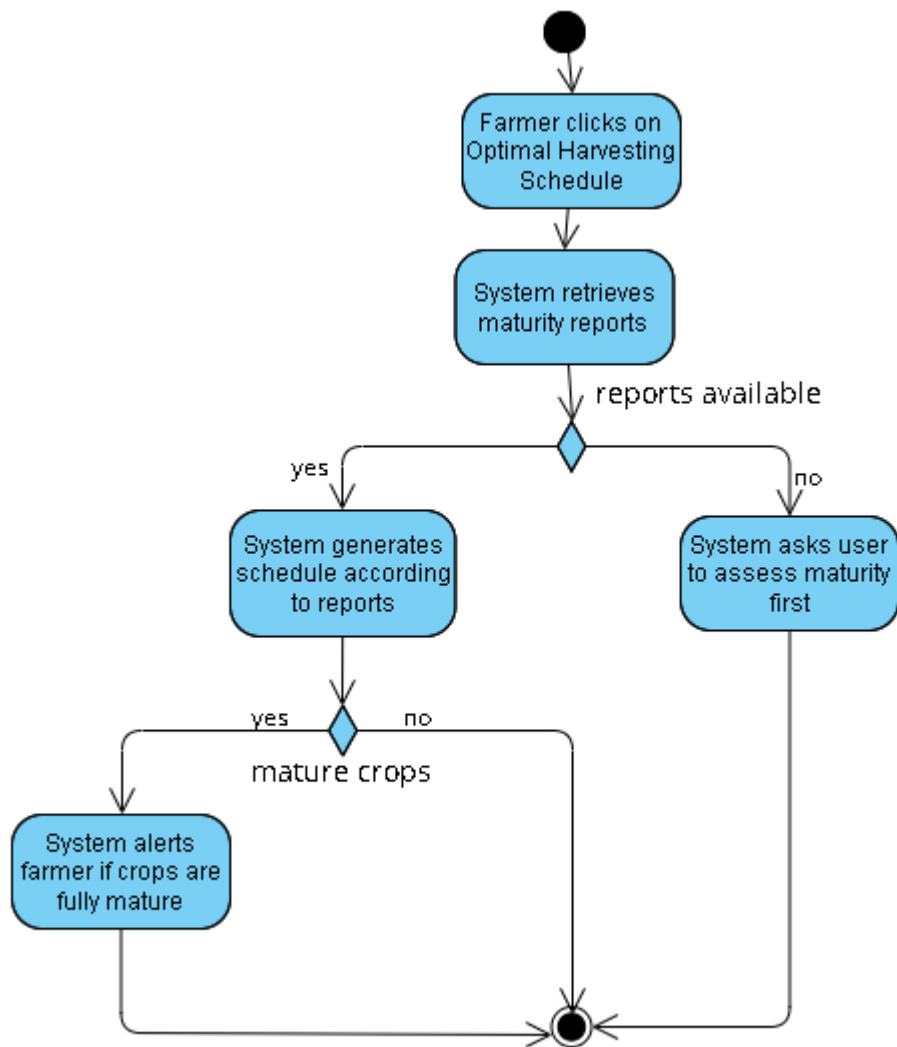 Farmer clicks on
Optimal Harvesting
Schedule
System retrieves
maturity reports
reports available
yes
no
System generates
schedule according
to reports
System asks user
to assess maturity
first
yes
no
mature crops
System alerts
farmer if crops are
fully mature